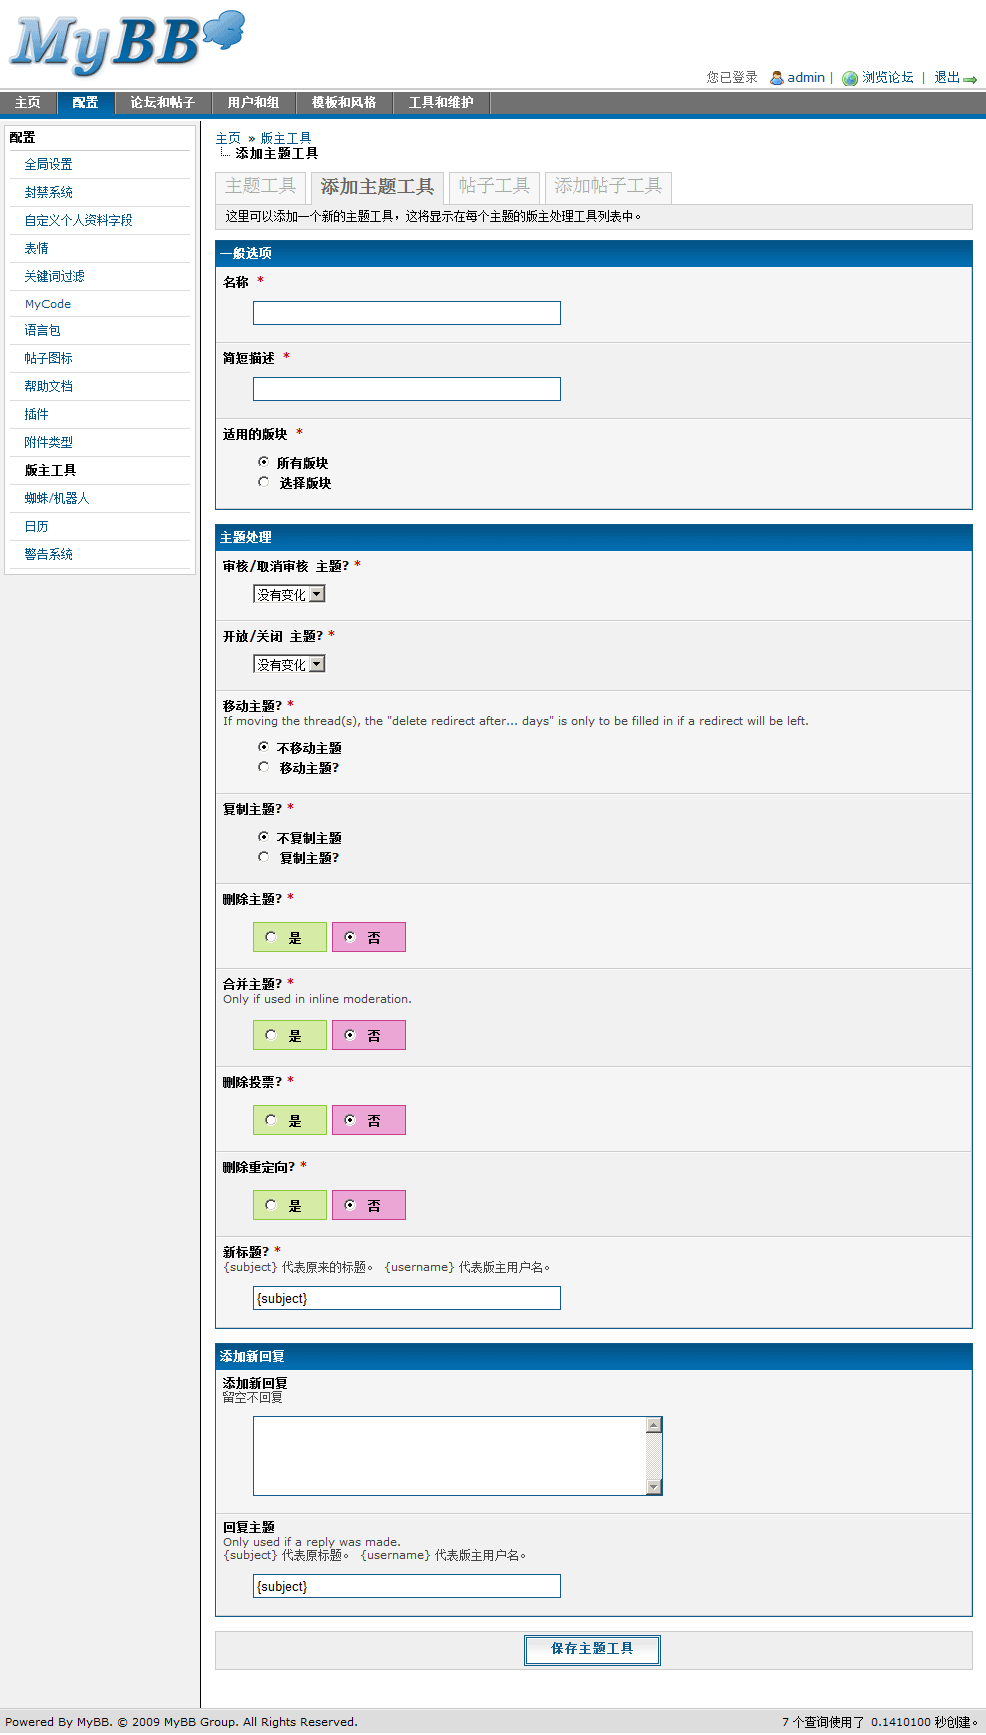 MyBB
您已登录 admin | 浏览论坛 | 退出
主页 配置 论坛和帖子 用户和组 模板和风格 工具和维护
配置
全局设置
封禁系统
自定义个人资料字段
表情
关键词过滤
MyCode
语言包
帖子图标
帮助文档
插件
附件类型
版主工具
蜘蛛/机器人
日历
警告系统
主页 » 版主工具
添加主题工具
主题工具 添加主题工具 帖子工具 添加帖子工具
这里可以添加一个新的主题工具，这将显示在每个主题的版主处理工具列表中。
一般选项
名称 *
简短描述 *
适用的版块 *
所有版块
选择版块
主题处理
审核/取消审核 主题? *
没有变化
开放/关闭 主题? *
没有变化
移动主题? *
If moving the thread(s), the "delete redirect after... days" is only to be filled in if a redirect will be left.
不移动主题
移动主题?
复制主题? *
不复制主题
复制主题?
删除主题? *
是 否
合并主题? *
Only if used in inline moderation.
是 否
删除投票? *
是 否
删除重定向? *
是 否
新标题? *
{subject} 代表原来的标题。 {username} 代表版主用户名。
{subject}
添加新回复
添加新回复
留空不回复
回复主题
Only used if a reply was made.
{subject} 代表原标题。 {username} 代表版主用户名。
{subject}
保存主题工具
Powered By MyBB. © 2009 MyBB Group. All Rights Reserved.
7 个查询使用了 0.1410100 秒创建。